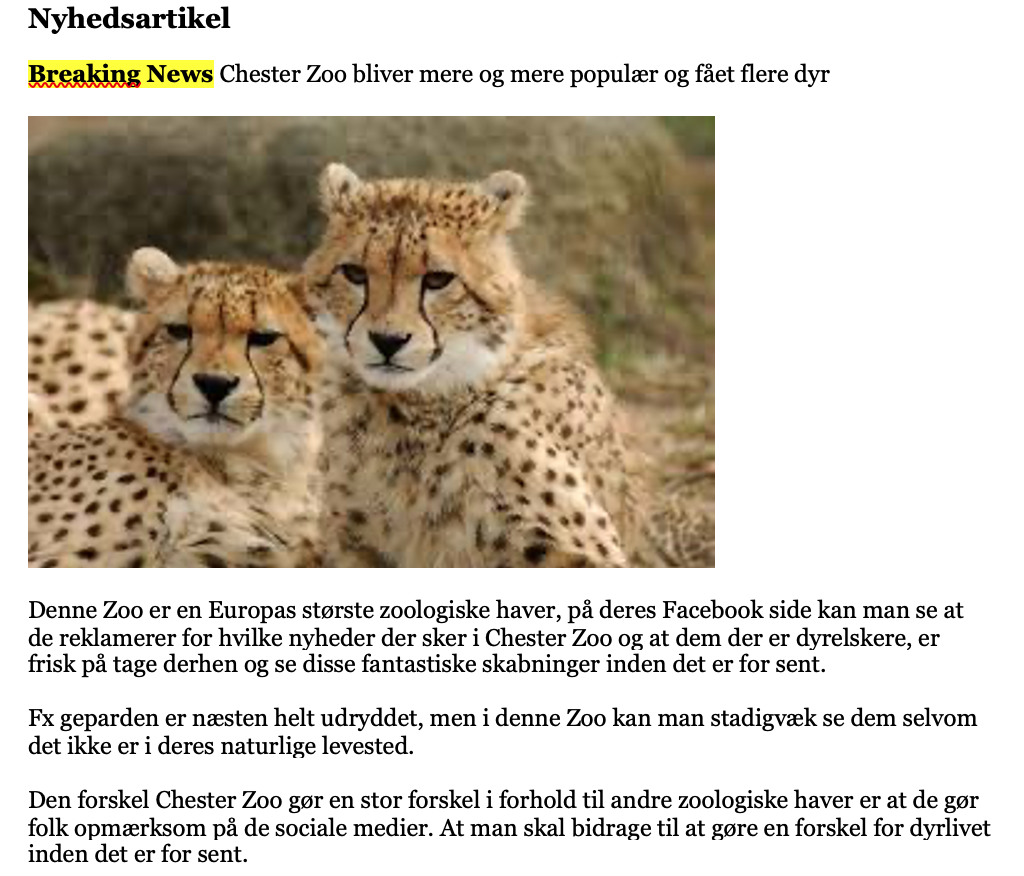 Nyhedsartikel
Breaking News Chester Zoo bliver mere og mere populær og fået flere dyr
Denne Zoo er en Europas største zoologiske haver, på deres Facebook side kan man se at
de reklamerer for hvilke nyheder der sker i Chester Zoo og at dem der er dyrelskere, er
frisk på tage derhen og se disse fantastiske skabninger inden det er for sent.
Fx geparden er næsten helt udryddet, men i denne Zoo kan man stadigvæk se dem selvom
det ikke er i deres naturlige levested.
Den forskel Chester Zoo gør en stor forskel i forhold til andre zoologiske haver er at de gør
folk opmærksom på de sociale medier. At man skal bidrage til at gøre en forskel for dyrlivet
inden det er for sent.